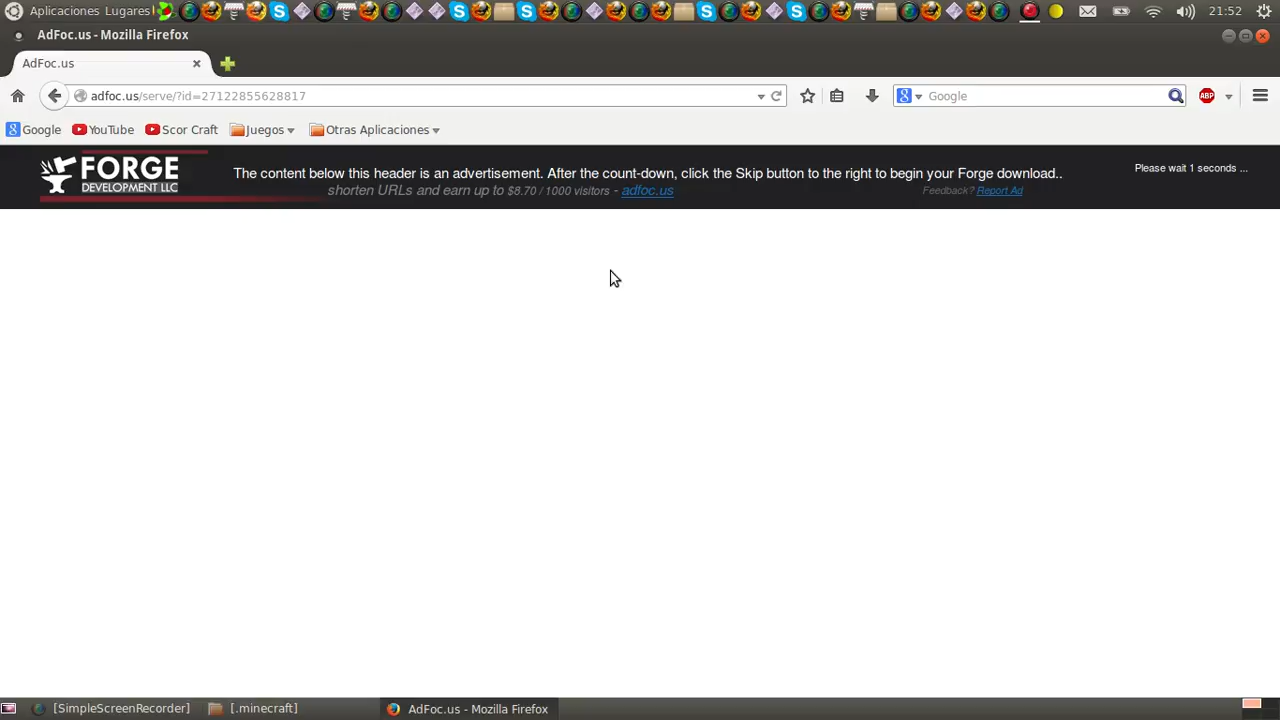 Aplicaciones Lugares
21:52
AdFoc.us - Mozilla Firefox
AdFoc.us
adfoc.us/serve/?id=27122855628817
Google
ABP
Google
YouTube
Scor Craft
Juegos
Otras Aplicaciones
FORGE
DEVELOPMENT LLC
The content below this header is an advertisement. After the count-down, click the Skip button to the right to begin your Forge download..
shorten URLs and earn up to $8.70 / 1000 visitors - adfoc.us
Feedback? Report Ad
Please wait 1 seconds ...
[SimpleScreenRecorder]
[.minecraft]
AdFoc.us - Mozilla Firefox